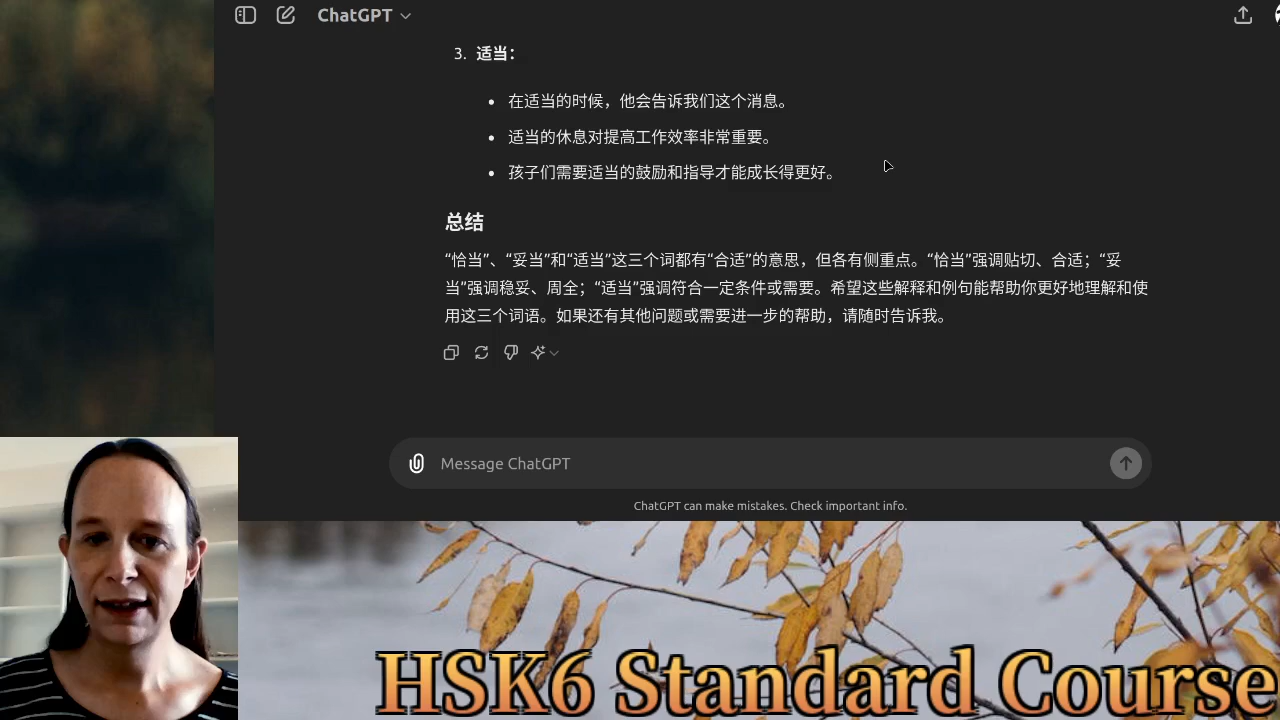 ChatGPT
3. 适当：
在适当的时候，他会告诉我们这个消息。
适当的休息对提高工作效率非常重要。
孩子们需要适当的鼓励和指导才能成长得更好。
总结
“恰当”、“妥当”和“适当”这三个词都有“合适”的意思，但各有侧重点。“恰当”强调贴切、合适；“妥
当”强调稳妥、周全；“适当”强调符合一定条件或需要。希望这些解释和例句能帮助你更好地理解和使
用这三个词语。如果还有其他问题或需要进一步的帮助，请随时告诉我。
Message ChatGPT
ChatGPT can make mistakes. Check important info.
HSK6 Standard Course